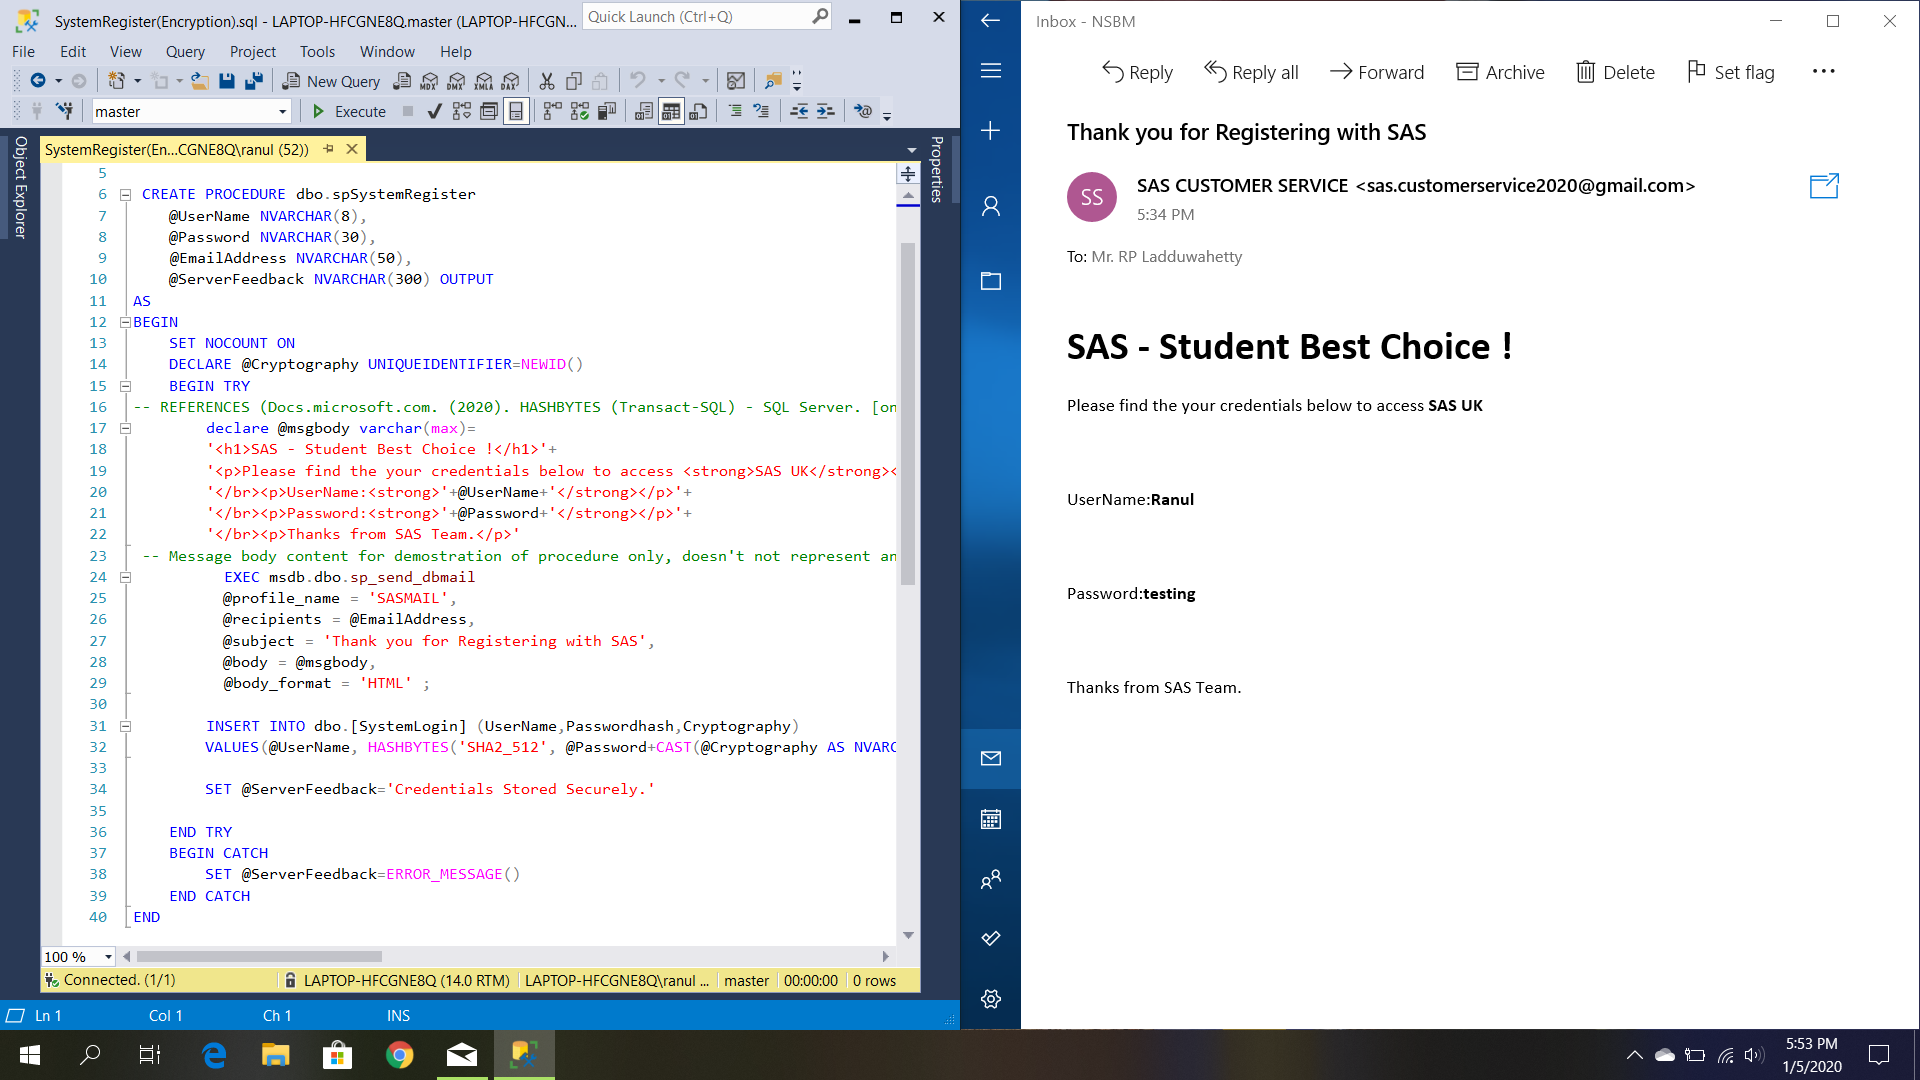 SystemRegister(Encryption).sql - LAPTOP-HFCGNE8Q.master (LAPTOP-HFCGN...
Quick Launch (Ctrl+Q)
File Edit View Query Project Tools Window Help
New Query
MDX DMX XMLA DAX
master
Execute
Object Explorer
SystemRegister(En...CGNE8Q\ranul (52))
Properties
5
6 CREATE PROCEDURE dbo.spSystemRegister
7 @UserName NVARCHAR(8),
8 @Password NVARCHAR(30),
9 @EmailAddress NVARCHAR(50),
10 @ServerFeedback NVARCHAR(300) OUTPUT
11 AS
12 BEGIN
13 SET NOCOUNT ON
14 DECLARE @Cryptography UNIQUEIDENTIFIER=NEWID()
15 BEGIN TRY
16 -- REFERENCES (Docs.microsoft.com. (2020). HASHBYTES (Transact-SQL) - SQL Server. [on
17 declare @msgbody varchar(max)=
18 '<h1>SAS - Student Best Choice !</h1>'+
19 '<p>Please find the your credentials below to access <strong>SAS UK</strong><
20 '</br><p>UserName:<strong>'+@UserName+'</strong></p>'+
21 '</br><p>Password:<strong>'+@Password+'</strong></p>'+
22 '</br><p>Thanks from SAS Team.</p>'
23 -- Message body content for demostration of procedure only, doesn't not represent an
24 EXEC msdb.dbo.sp_send_dbmail
25 @profile_name = 'SASMAIL',
26 @recipients = @EmailAddress,
27 @subject = 'Thank you for Registering with SAS',
28 @body = @msgbody,
29 @body_format = 'HTML' ;
30
31 INSERT INTO dbo.[SystemLogin] (UserName,Passwordhash,Cryptography)
32 VALUES(@UserName, HASHBYTES('SHA2_512', @Password+CAST(@Cryptography AS NVARC
33
34 SET @ServerFeedback='Credentials Stored Securely.'
35
36 END TRY
37 BEGIN CATCH
38 SET @ServerFeedback=ERROR_MESSAGE()
39 END CATCH
40 END
100 %
Connected. (1/1) LAPTOP-HFCGNE8Q (14.0 RTM) LAPTOP-HFCGNE8Q\ranul ... master 00:00:00 0 rows
Ln 1 Col 1 Ch 1 INS
Inbox - NSBM
Reply Reply all Forward Archive Delete Set flag
Thank you for Registering with SAS
SS
SAS CUSTOMER SERVICE <sas.customerservice2020@gmail.com>
5:34 PM
To: Mr. RP Ladduwahetty
SAS - Student Best Choice !
Please find the your credentials below to access SAS UK
UserName:Ranul
Password:testing
Thanks from SAS Team.
5:53 PM
1/5/2020